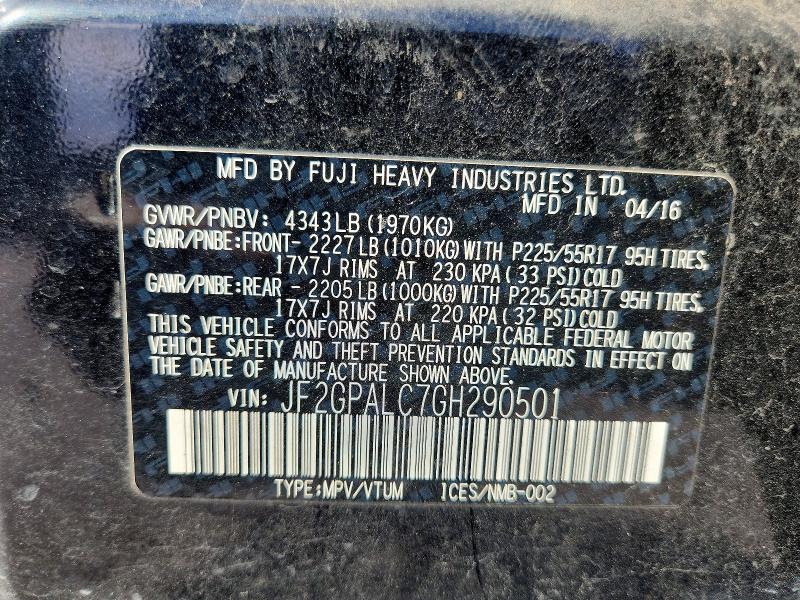 MFD BY FUJI HEAVY INDUSTRIES LTD.
MFD IN 04/16
GVWR/PNBV: 4343LB (1970KG)
GAWR/PNBE:FRONT- 2227LB (1010KG) WITH P225/55R17 95H TIRES,
17X7J RIMS AT 230 KPA ( 33 PSI) COLD
GAWR/PNBE:REAR - 2205LB (1000KG) WITH P225/55R17 95H TIRES,
17X7J RIMS AT 220 KPA ( 32 PSI) COLD
THIS VEHICLE CONFORMS TO ALL APPLICABLE FEDERAL MOTOR
VEHICLE SAFETY AND THEFT PREVENTION STANDARDS IN EFFECT ON
THE DATE OF MANUFACTURE SHOWN ABOVE.
VIN: JF2GPALC7GH290501
TYPE:MPV/VTUM ICES/NMB-002